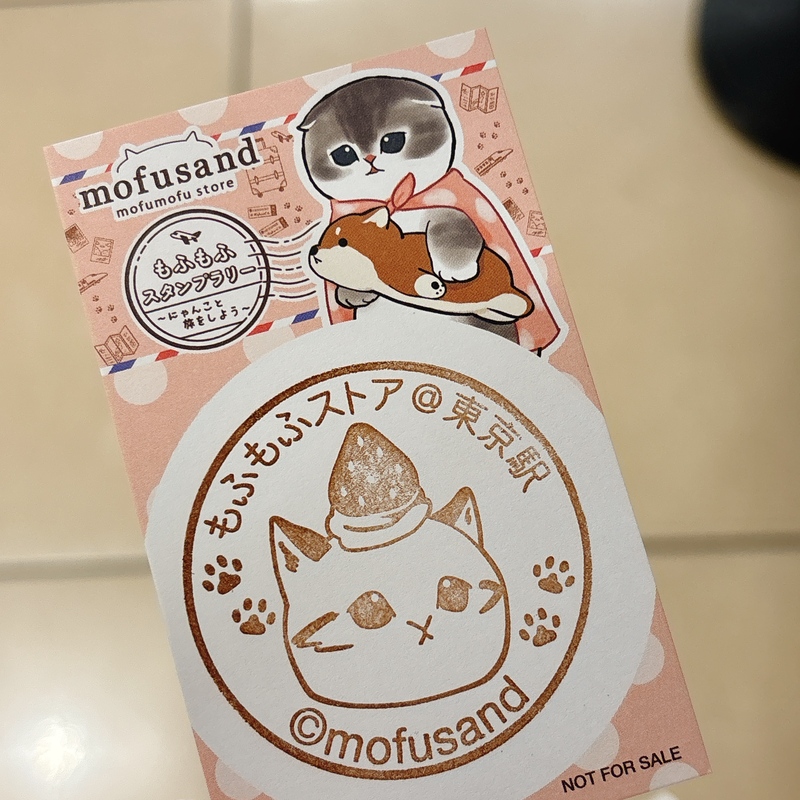 mofusand
mofumofu store
もふもふ
スタンプラリー
～にゃんこと
旅をしよう～
もふもふストア@東京駅
©mofusand
NOT FOR SALE